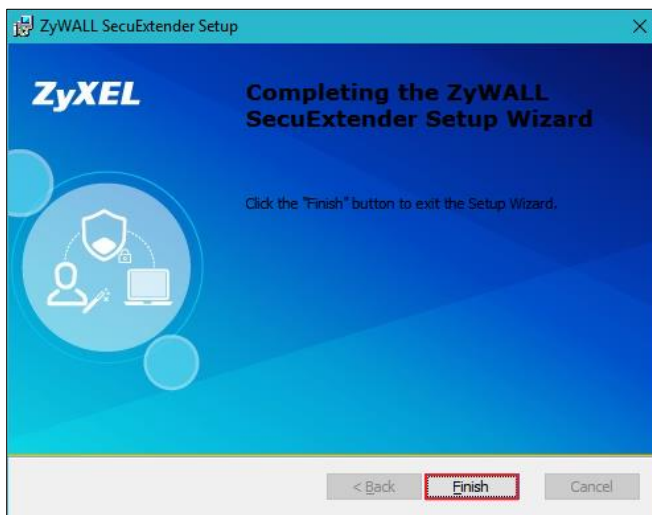 ZyWALL SecuExtender Setup
ZyXEL
Completing the ZyWALL
SecuExtender Setup Wizard
Click the "Finish" button to exit the Setup Wizard.
< Back
Finish
Cancel